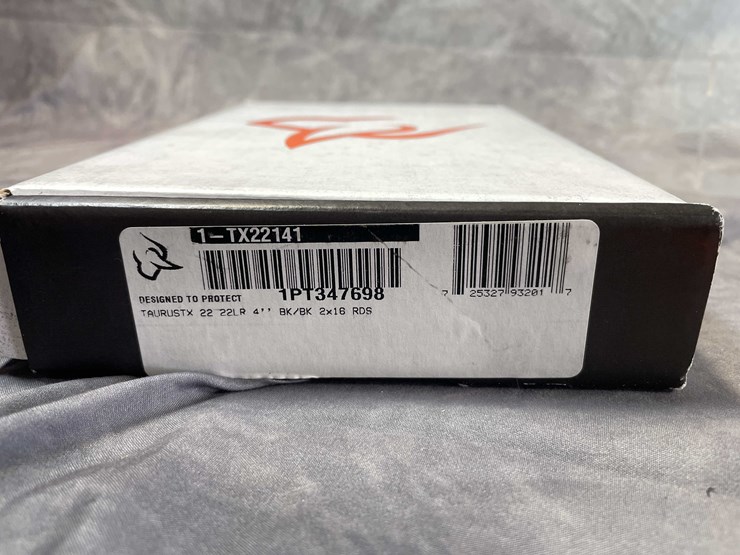 1-TX22141
DESIGNED TO PROTECT
1PT347698
7 25327 93201 7
TAURUSTX 22 22LR 4'' BK/BK 2x16 RDS